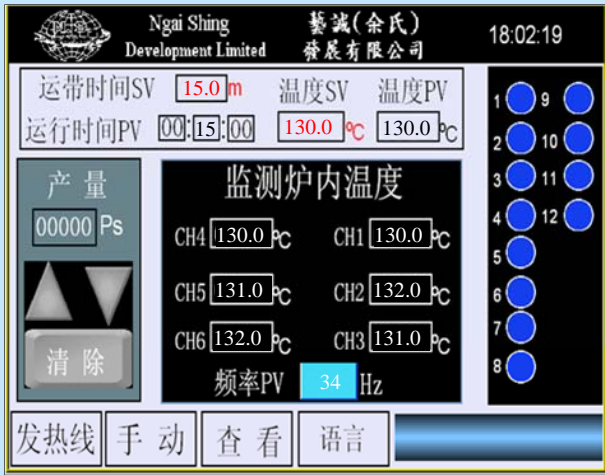 Ngai Shing
Development Limited
藝誠(余氏)
發展有限公司
18:02:19
运带时间SV 15.0 m 温度SV 温度PV
运行时间PV 00:15:00 130.0 ℃ 130.0 ℃
产量
00000 Ps
清除
监测炉内温度
CH4 130.0 ℃ CH1 130.0 ℃
CH5 131.0 ℃ CH2 132.0 ℃
CH6 132.0 ℃ CH3 131.0 ℃
频率PV 34 Hz
1 9
2 10
3 11
4 12
5
6
7
8
发热线 手动 查看 语言